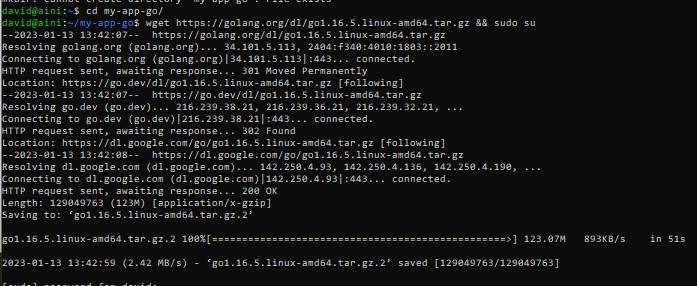 mkdir: cannot create directory 'my-app-go': File exists
david@aini:~$ cd my-app-go/
david@aini:~/my-app-go$ wget https://golang.org/dl/go1.16.5.linux-amd64.tar.gz && sudo su
--2023-01-13 13:42:07--  https://golang.org/dl/go1.16.5.linux-amd64.tar.gz
Resolving golang.org (golang.org)... 34.101.5.113, 2404:f340:4010:1803::2011
Connecting to golang.org (golang.org)|34.101.5.113|:443... connected.
HTTP request sent, awaiting response... 301 Moved Permanently
Location: https://go.dev/dl/go1.16.5.linux-amd64.tar.gz [following]
--2023-01-13 13:42:07--  https://go.dev/dl/go1.16.5.linux-amd64.tar.gz
Resolving go.dev (go.dev)... 216.239.38.21, 216.239.36.21, 216.239.32.21, ...
Connecting to go.dev (go.dev)|216.239.38.21|:443... connected.
HTTP request sent, awaiting response... 302 Found
Location: https://dl.google.com/go/go1.16.5.linux-amd64.tar.gz [following]
--2023-01-13 13:42:08--  https://dl.google.com/go/go1.16.5.linux-amd64.tar.gz
Resolving dl.google.com (dl.google.com)... 142.250.4.93, 142.250.4.136, 142.250.4.190, ...
Connecting to dl.google.com (dl.google.com)|142.250.4.93|:443... connected.
HTTP request sent, awaiting response... 200 OK
Length: 129049763 (123M) [application/x-gzip]
Saving to: ‘go1.16.5.linux-amd64.tar.gz.2’
go1.16.5.linux-amd64.tar.gz.2 100%[================================================>] 123.07M   893KB/s    in 51s
2023-01-13 13:42:59 (2.42 MB/s) - ‘go1.16.5.linux-amd64.tar.gz.2’ saved [129049763/129049763]
[sudo] password for david: